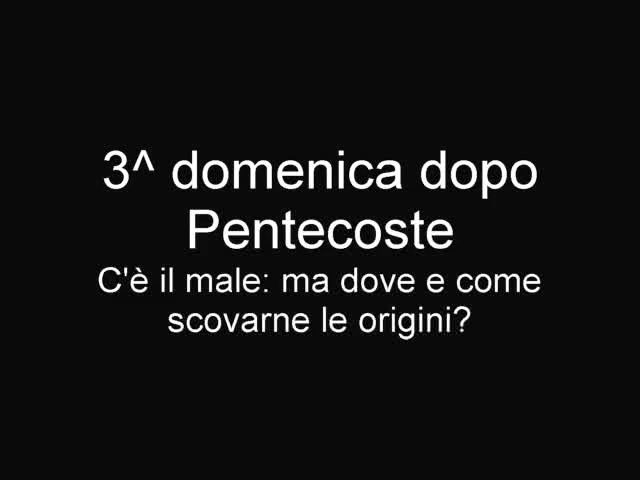 3^ domenica dopo
Pentecoste
C'è il male: ma dove e come
scovarne le origini?